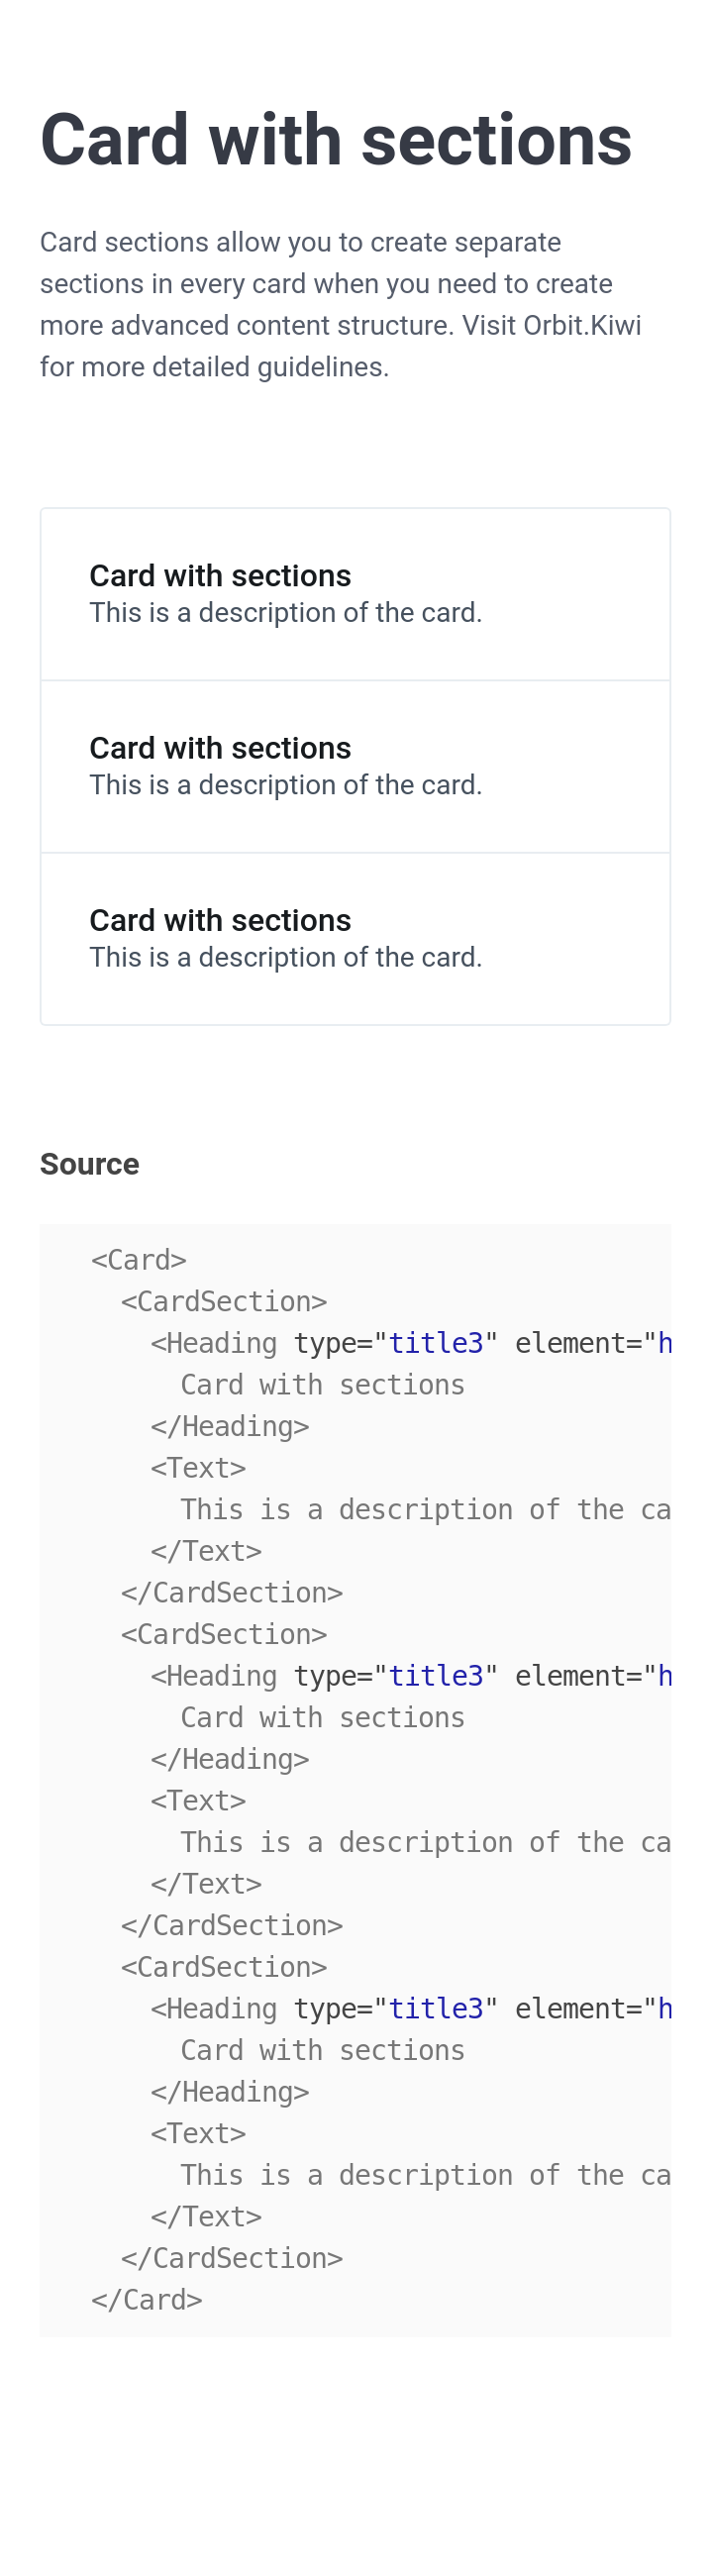 Card with sections
Card sections allow you to create separate
sections in every card when you need to create
more advanced content structure. Visit Orbit.Kiwi
for more detailed guidelines.
Card with sections
This is a description of the card.
Card with sections
This is a description of the card.
Card with sections
This is a description of the card.
Source
<Card>
<CardSection>
<Heading type="title3" element="h
Card with sections
</Heading>
<Text>
This is a description of the ca
</Text>
</CardSection>
<CardSection>
<Heading type="title3" element="h
Card with sections
</Heading>
<Text>
This is a description of the ca
</Text>
</CardSection>
<CardSection>
<Heading type="title3" element="h
Card with sections
</Heading>
<Text>
This is a description of the ca
</Text>
</CardSection>
</Card>